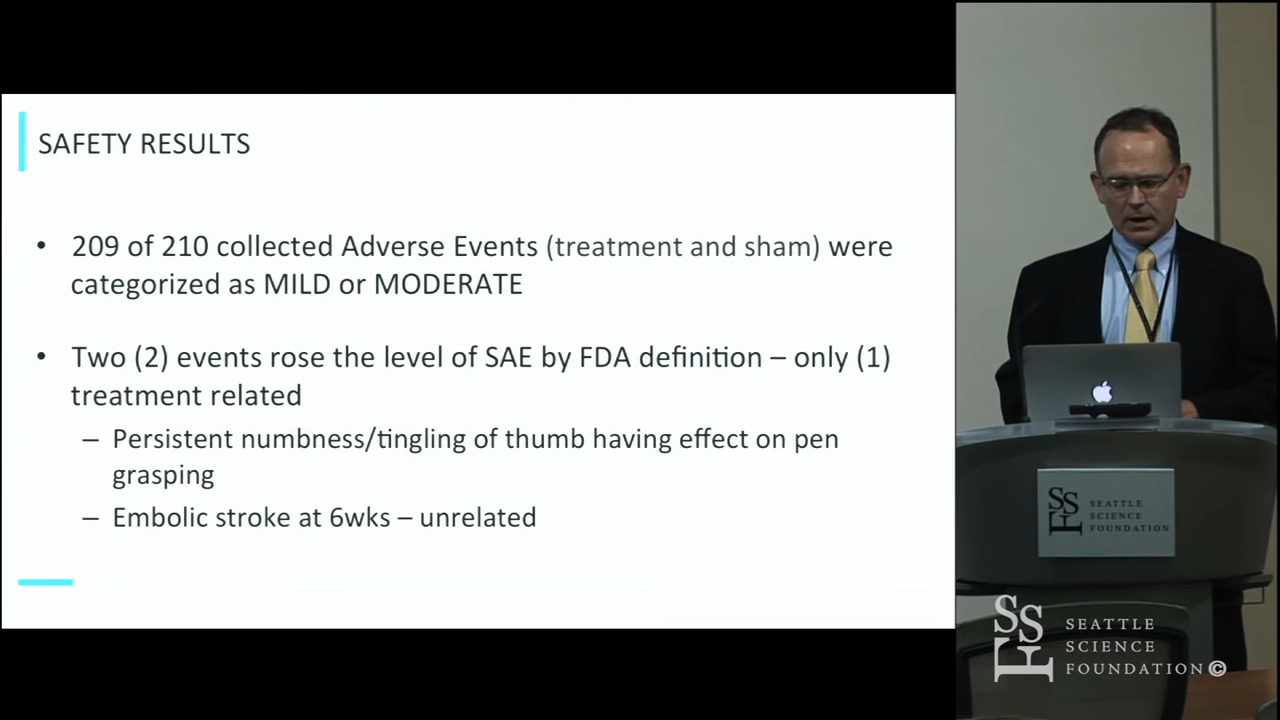 SAFETY RESULTS
• 209 of 210 collected Adverse Events (treatment and sham) were
categorized as MILD or MODERATE
• Two (2) events rose the level of SAE by FDA definition – only (1)
treatment related
– Persistent numbness/tingling of thumb having effect on pen
grasping
– Embolic stroke at 6wks – unrelated
SSF
SEATTLE
SCIENCE
FOUNDATION
SSF
SEATTLE
SCIENCE
FOUNDATION©